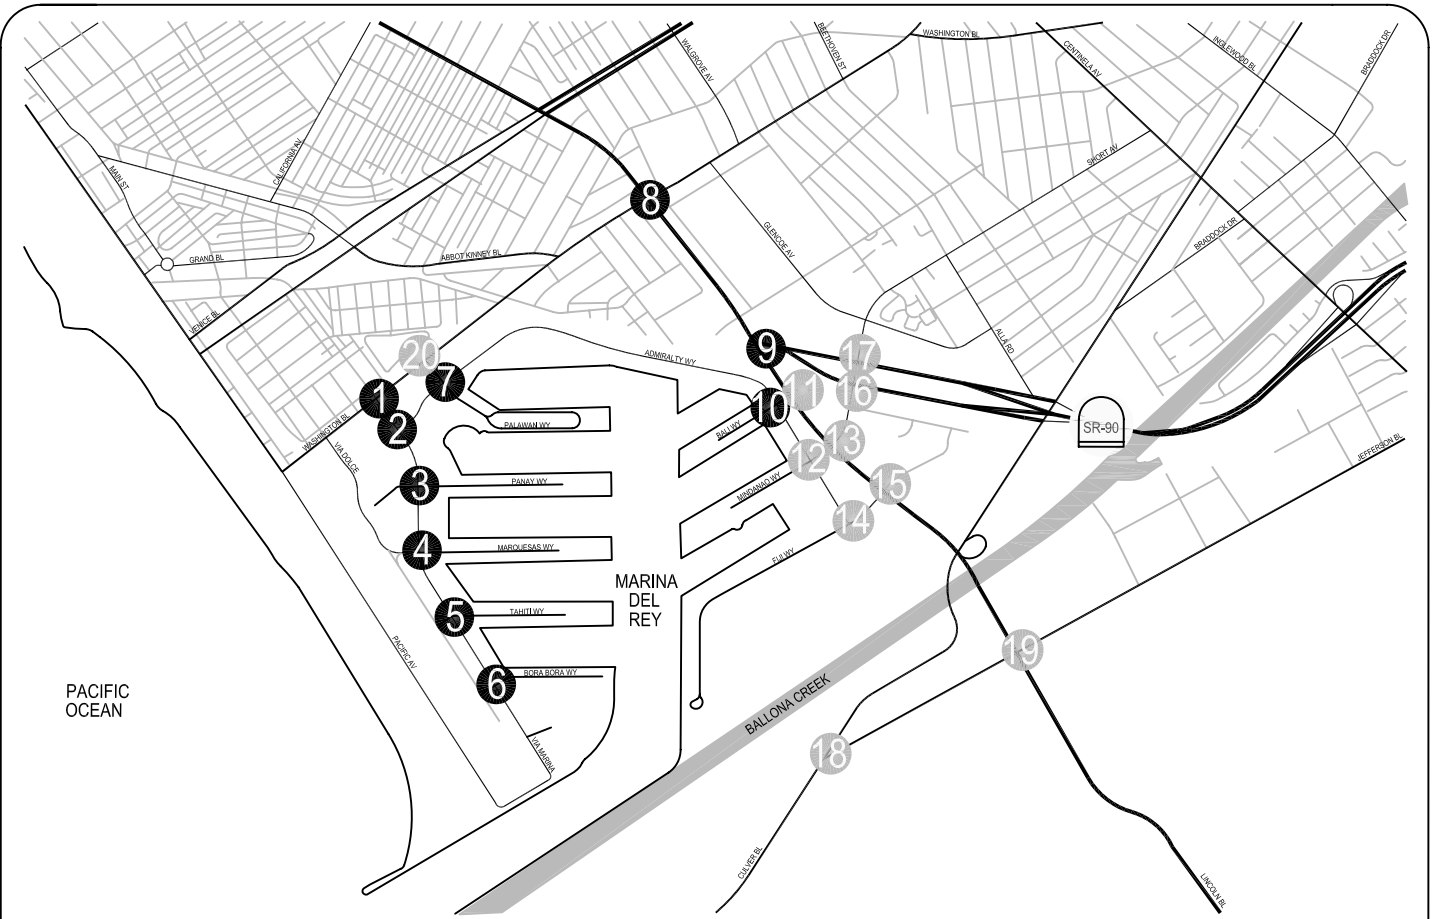 WASHINGTON BL
BEETHOVEN ST
WALGROVE AV
CENTINELA AV
INGLEWOOD BL
BRADDOCK DR
CALIFORNIA AV
SHORT AV
MAIN ST
8
GLENCOE AV
BRADDOCK DR
GRAND BL
ABBOT KINNEY BL
VENICE BL
ALLA RD
20
ADMIRALTY WY
9
17
7
1
11
16
10
SR-90
WASHINGTON BL
2
PALAWAN WY
BALI WY
13
JEFFERSON BL
VIA DOLCE
12
3
PANAY WY
MINDANAO WY
15
14
4
MARQUESAS WY
FIJI WY
MARINA
DEL
REY
5
TAHITI WY
PACIFIC AV
19
6
BORA BORA WY
PACIFIC
OCEAN
BALLONA CREEK
VIA MARINA
18
CULVER BL
LINCOLN BL